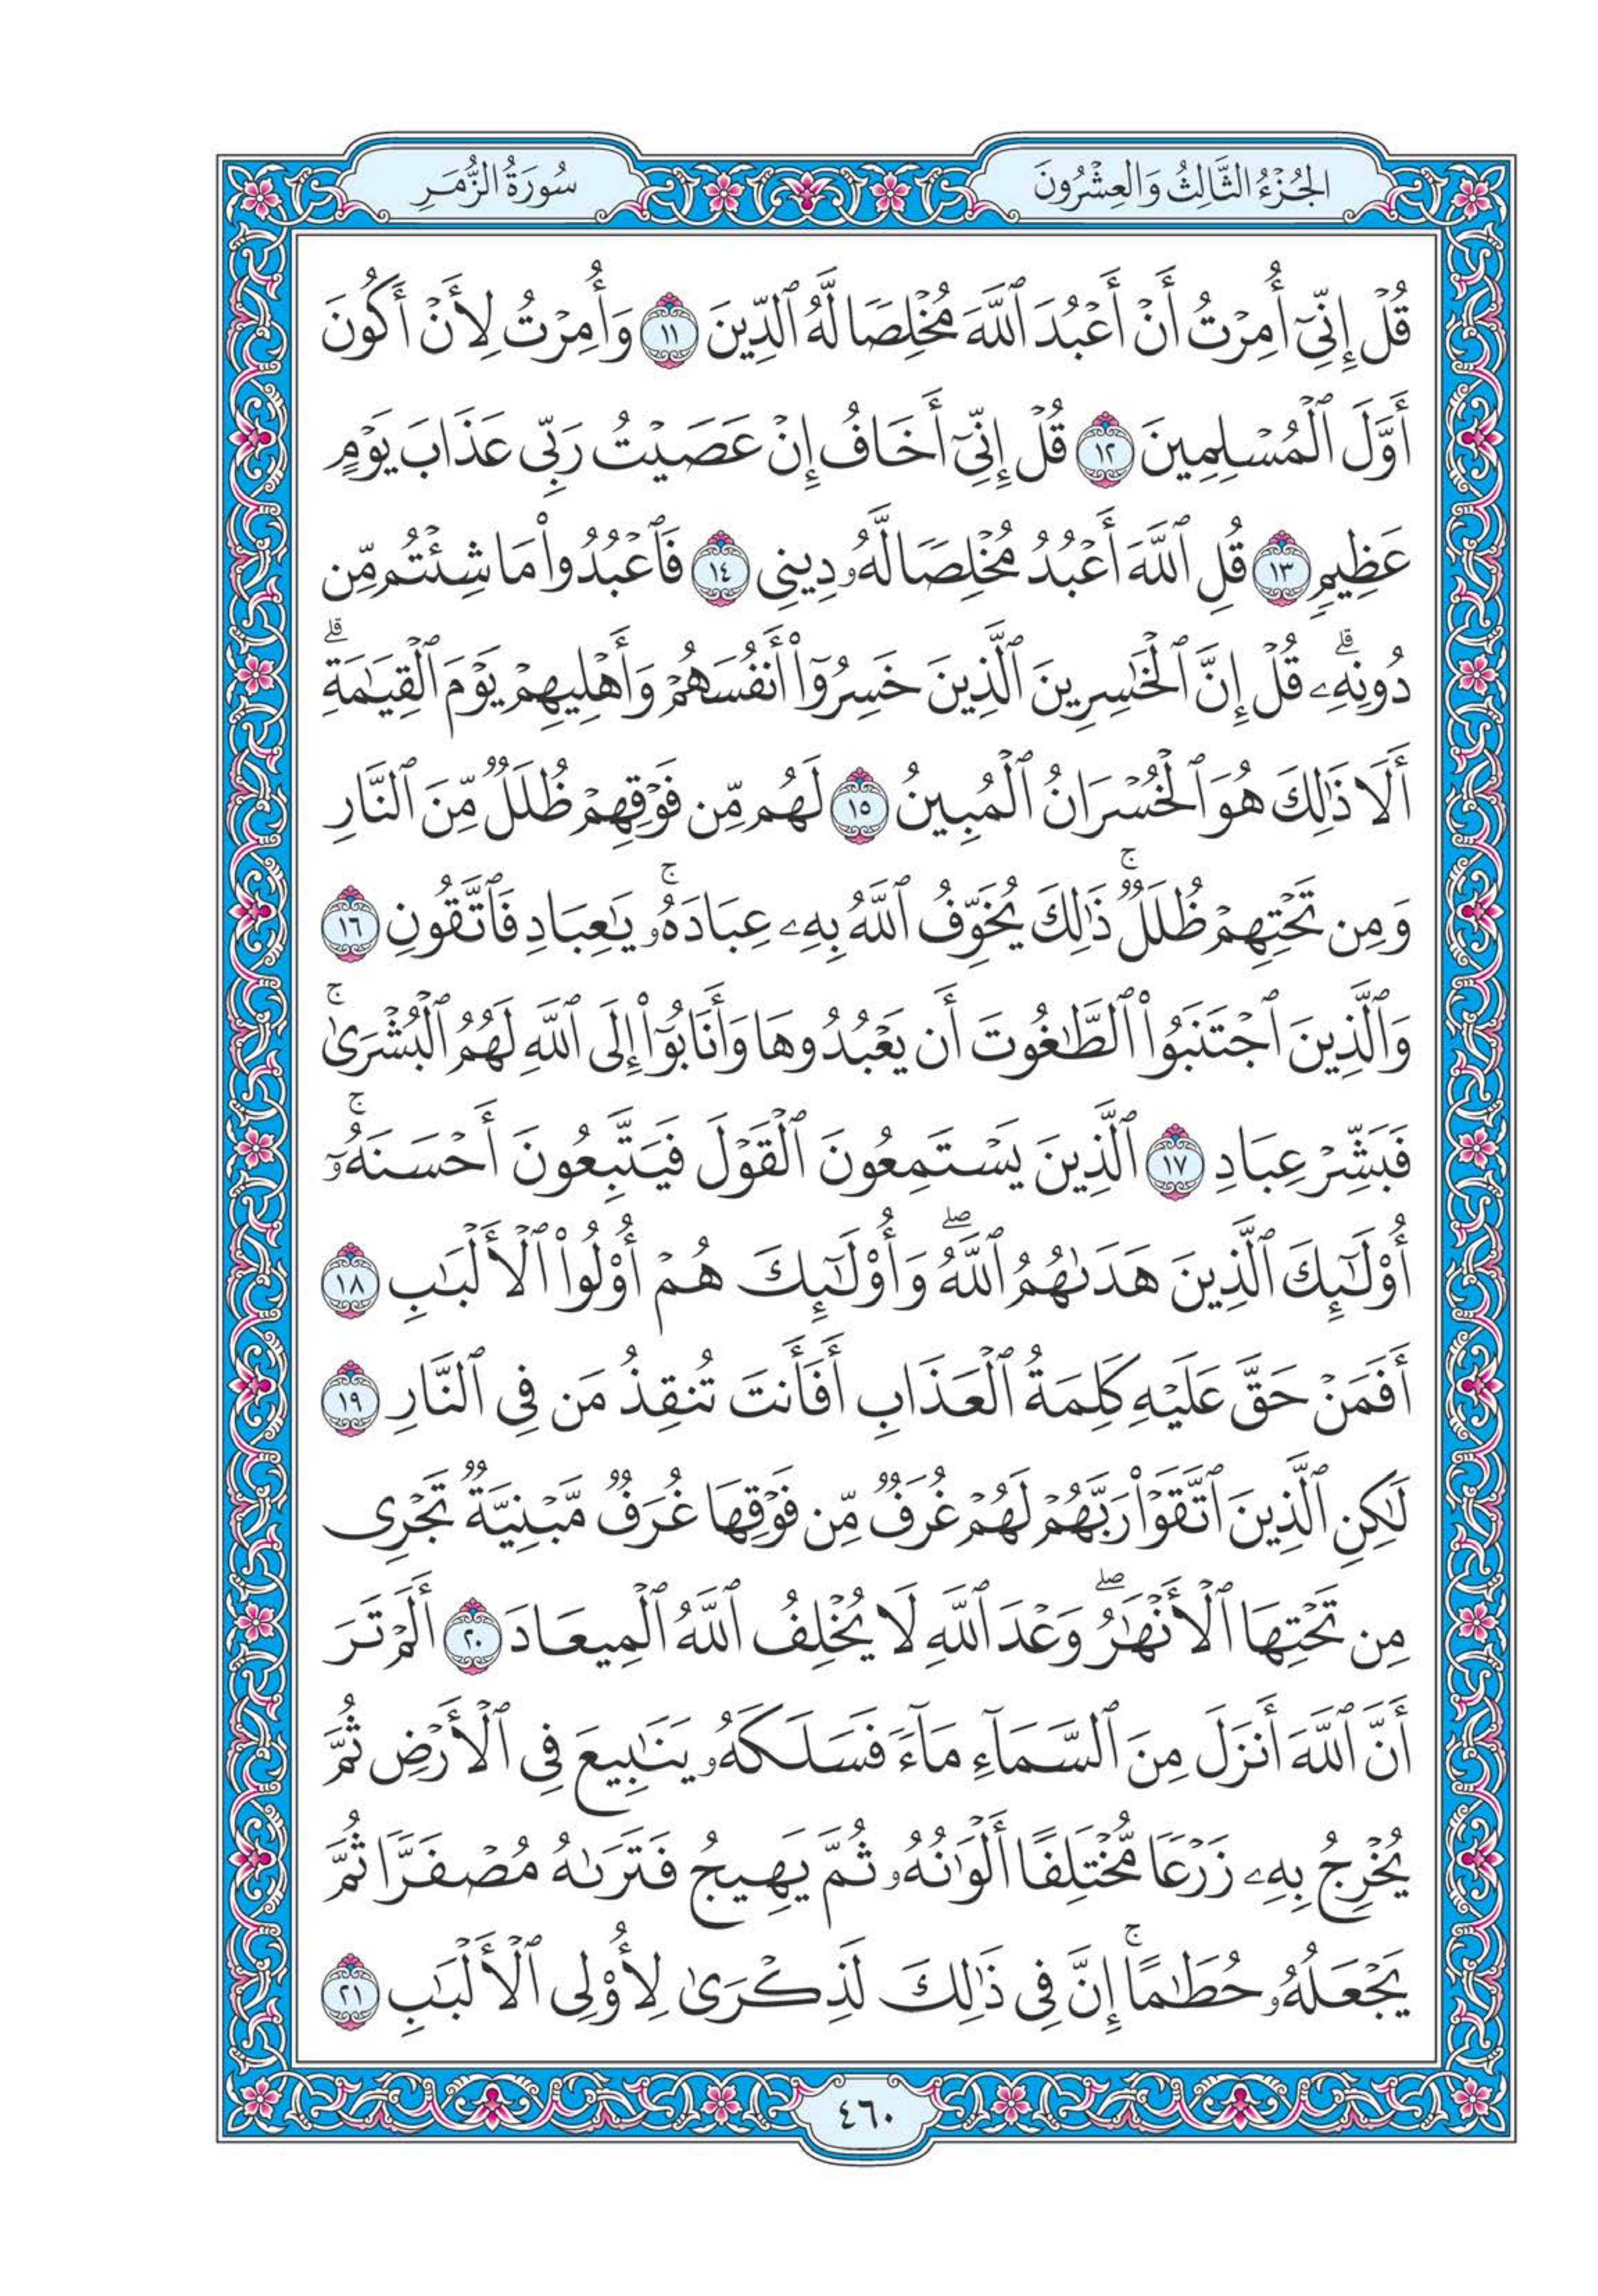 الجُزْءُ الثَّالِثُ وَالعِشْرُونَ
سُورَةُ الزُّمَرِ
قُلْ إِنِّيٓ أُمِرْتُ أَنْ أَعْبُدَ ٱللَّهَ مُخْلِصًا لَّهُ ٱلدِّينَ ١١ وَأُمِرْتُ لِأَنْ أَكُونَ
أَوَّلَ ٱلْمُسْلِمِينَ ١٢ قُلْ إِنِّيٓ أَخَافُ إِنْ عَصَيْتُ رَبِّي عَذَابَ يَوْمٍ
عَظِيمٍ ١٣ قُلِ ٱللَّهَ أَعْبُدُ مُخْلِصًا لَّهُۥ دِينِي ١٤ فَٱعْبُدُوا۟ مَا شِئْتُم مِّن
دُونِهِۦۗ قُلْ إِنَّ ٱلْخَٰسِرِينَ ٱلَّذِينَ خَسِرُوٓا۟ أَنفُسَهُمْ وَأَهْلِيهِمْ يَوْمَ ٱلْقِيَٰمَةِۗ
أَلَا ذَٰلِكَ هُوَ ٱلْخُسْرَانُ ٱلْمُبِينُ ١٥ لَهُم مِّن فَوْقِهِمْ ظُلَلٌ مِّنَ ٱلنَّارِ
وَمِن تَحْتِهِمْ ظُلَلٌۚ ذَٰلِكَ يُخَوِّفُ ٱللَّهُ بِهِۦ عِبَادَهُۥۚ يَٰعِبَادِ فَٱتَّقُونِ ١٦
وَٱلَّذِينَ ٱجْتَنَبُوا۟ ٱلطَّٰغُوتَ أَن يَعْبُدُوهَا وَأَنَابُوٓا۟ إِلَى ٱللَّهِ لَهُمُ ٱلْبُشْرَىٰۚ
فَبَشِّرْ عِبَادِ ١٧ ٱلَّذِينَ يَسْتَمِعُونَ ٱلْقَوْلَ فَيَتَّبِعُونَ أَحْسَنَهُۥٓۚ
أُو۟لَٰٓئِكَ ٱلَّذِينَ هَدَىٰهُمُ ٱللَّهُۖ وَأُو۟لَٰٓئِكَ هُمْ أُو۟لُوا۟ ٱلْأَلْبَٰبِ ١٨
أَفَمَنْ حَقَّ عَلَيْهِ كَلِمَةُ ٱلْعَذَابِ أَفَأَنتَ تُنقِذُ مَن فِي ٱلنَّارِ ١٩
لَٰكِنِ ٱلَّذِينَ ٱتَّقَوْا۟ رَبَّهُمْ لَهُمْ غُرَفٌ مِّن فَوْقِهَا غُرَفٌ مَّبْنِيَّةٌ تَجْرِي
مِن تَحْتِهَا ٱلْأَنْهَٰرُۖ وَعْدَ ٱللَّهِ لَا يُخْلِفُ ٱللَّهُ ٱلْمِيعَادَ ٢٠ أَلَمْ تَرَ
أَنَّ ٱللَّهَ أَنزَلَ مِنَ ٱلسَّمَآءِ مَآءً فَسَلَكَهُۥ يَنَٰبِيعَ فِي ٱلْأَرْضِ ثُمَّ
يُخْرِجُ بِهِۦ زَرْعًا مُّخْتَلِفًا أَلْوَٰنُهُۥ ثُمَّ يَهِيجُ فَتَرَىٰهُ مُصْفَرًّا ثُمَّ
يَجْعَلُهُۥ حُطَٰمًاۚ إِنَّ فِي ذَٰلِكَ لَذِكْرَىٰ لِأُو۟لِي ٱلْأَلْبَٰبِ ٢١
٤٦٠